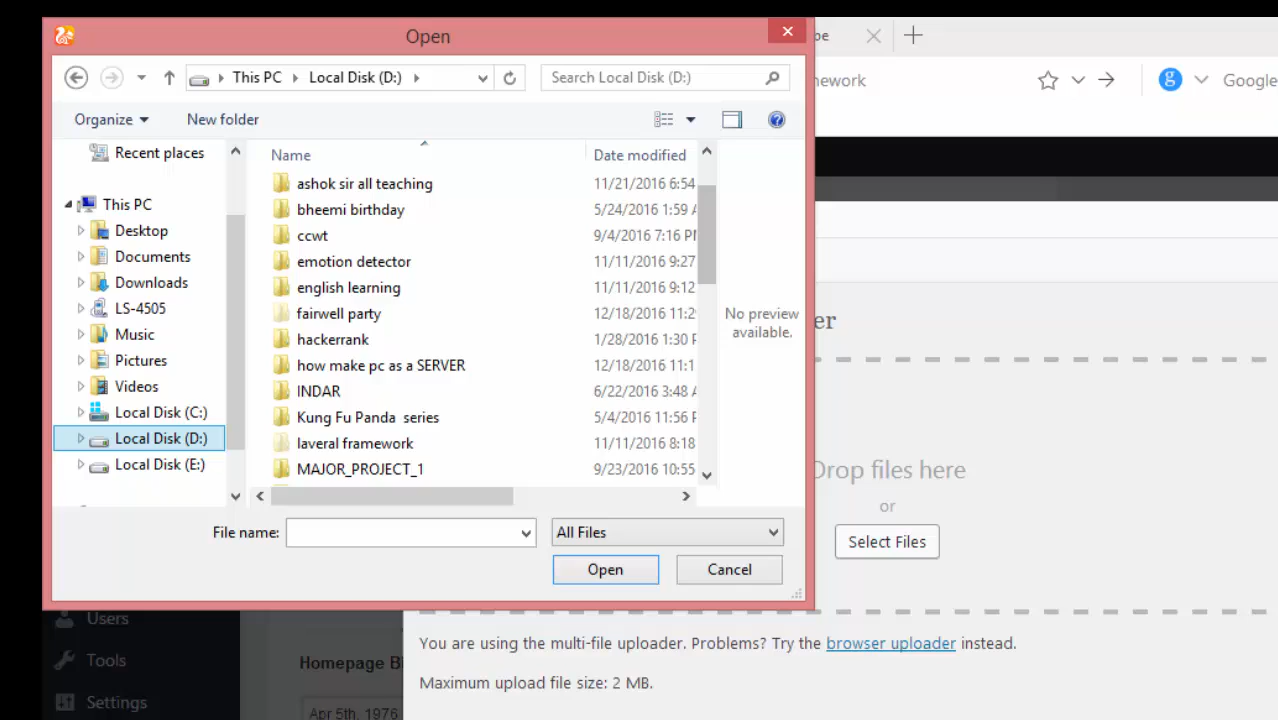 Open
be
This PC
Local Disk (D:)
Search Local Disk (D:)
Google
Organize
New folder
Recent places
This PC
Desktop
Documents
Downloads
LS-4505
Music
Pictures
Videos
Local Disk (C:)
Local Disk (D:)
Local Disk (E:)
Name
Date modified
ashok sir all teaching 11/21/2016 6:54
bheemi birthday 5/24/2016 1:59
ccwt 9/4/2016 7:16
emotion detector 11/11/2016 9:27
english learning 11/11/2016 9:12
fairwell party 12/18/2016 11:2
hackerrank 1/28/2016 1:30
how make pc as a SERVER 12/18/2016 11:1
INDAR 6/22/2016 3:48
Kung Fu Panda series 5/4/2016 11:56
laveral framework 11/11/2016 8:18
MAJOR_PROJECT_1 9/23/2016 10:55
No preview
available.
File name:
All Files
Open
Cancel
er
Drop files here
or
Select Files
Users
Tools
Settings
Homepage B
Apr 5th, 1976
You are using the multi-file uploader. Problems? Try the browser uploader instead.
Maximum upload file size: 2 MB.